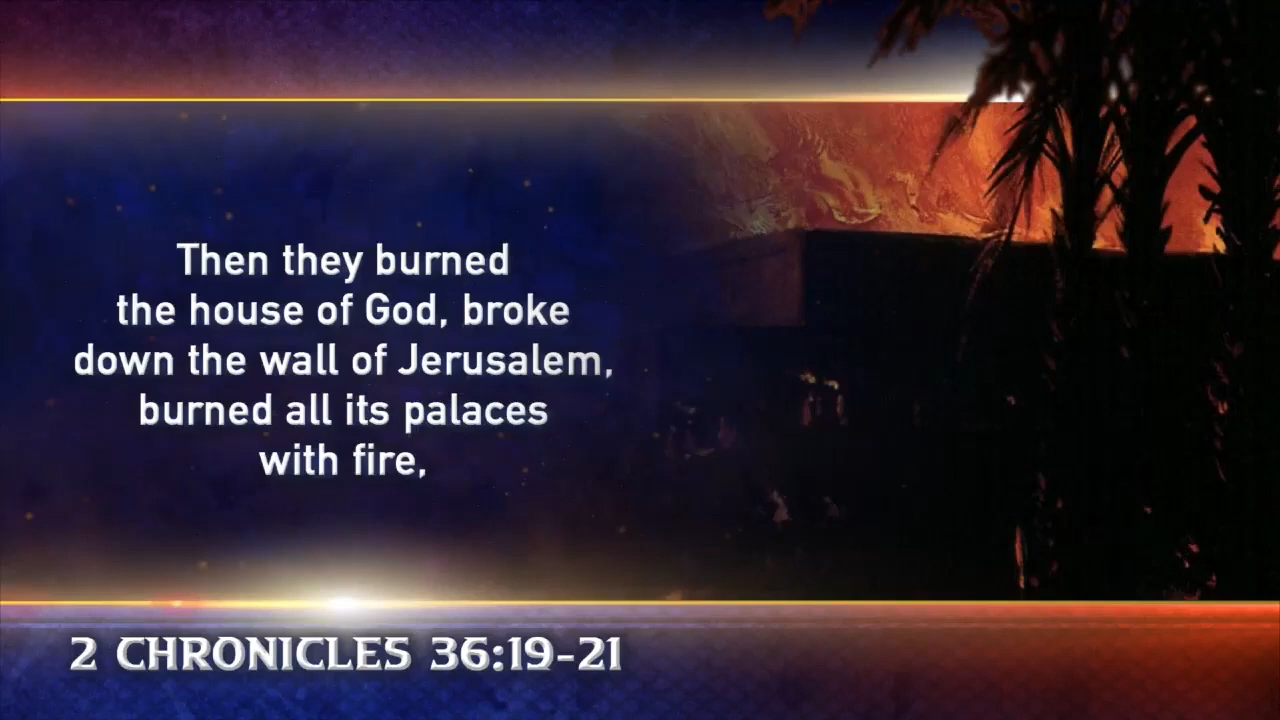 Then they burned
the house of God, broke
down the wall of Jerusalem,
burned all its palaces
with fire,
2 CHRONICLES 36:19-21